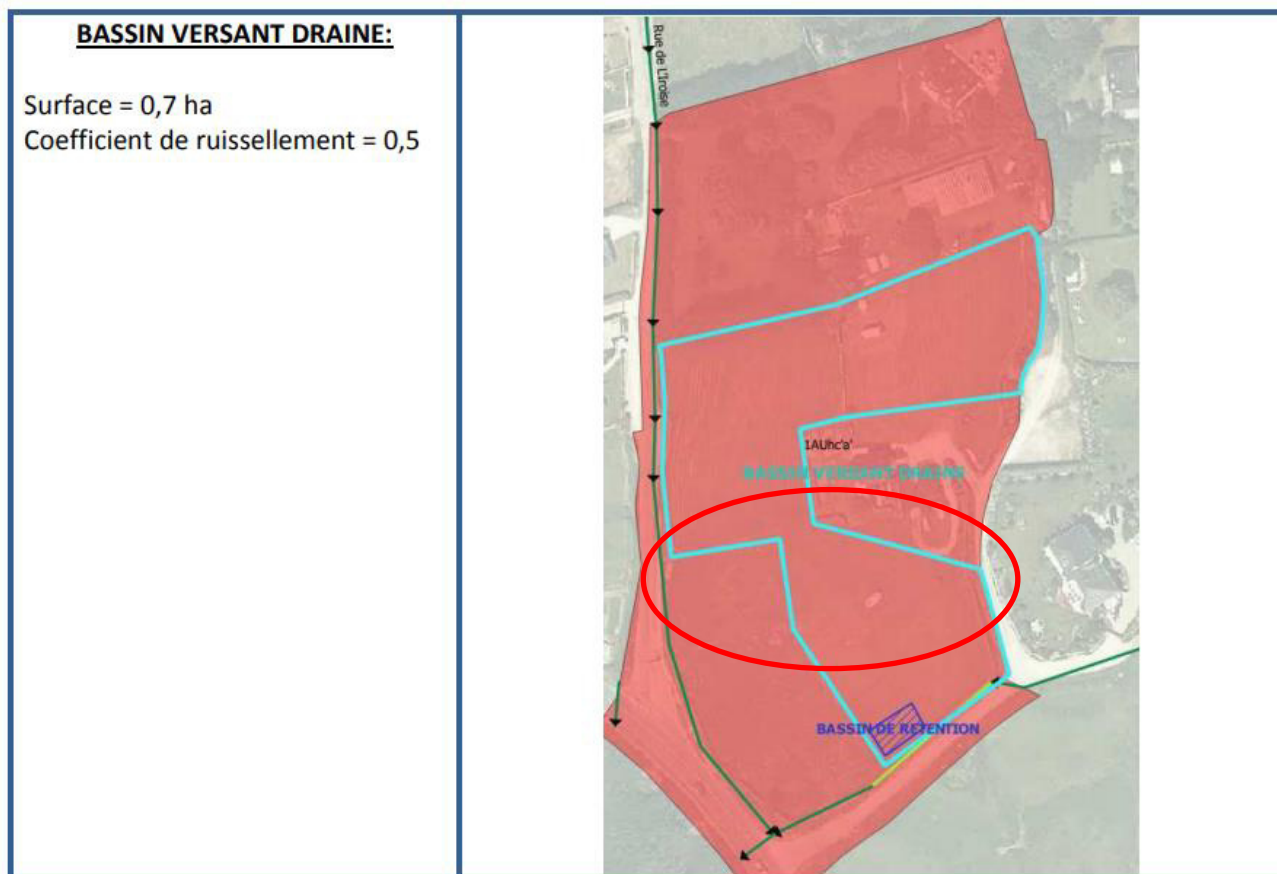 BASSIN VERSANT DRAINE:
Surface = 0,7 ha
Coefficient de ruissellement = 0,5
Rue de L'Iroise
1AUhc'a'
BASSIN VERSANT DRAINE
BASSIN DE RETENTION